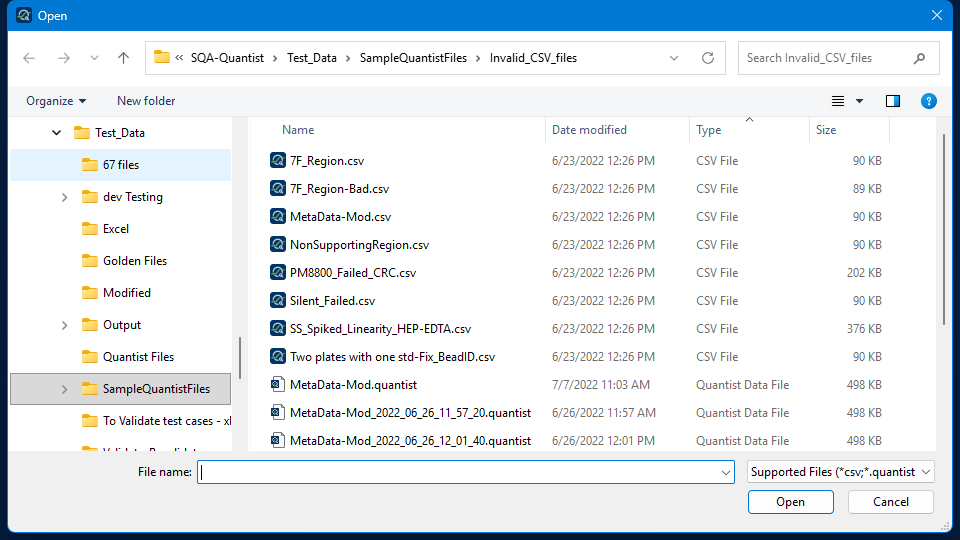 Open
« SQA-Quantist > Test_Data > SampleQuantistFiles > Invalid_CSV_files
Search Invalid_CSV_files
Organize New folder ?
Test_Data
67 files
dev Testing
Excel
Golden Files
Modified
Output
Quantist Files
SampleQuantistFiles
To Validate test cases - xl
Name Date modified Type Size
7F_Region.csv 6/23/2022 12:26 PM CSV File 90 KB
7F_Region-Bad.csv 6/23/2022 12:26 PM CSV File 89 KB
MetaData-Mod.csv 6/23/2022 12:26 PM CSV File 90 KB
NonSupportingRegion.csv 6/23/2022 12:26 PM CSV File 90 KB
PM8800_Failed_CRC.csv 6/23/2022 12:26 PM CSV File 202 KB
Silent_Failed.csv 6/23/2022 12:26 PM CSV File 90 KB
SS_Spiked_Linearity_HEP-EDTA.csv 6/23/2022 12:26 PM CSV File 376 KB
Two plates with one std-Fix_BeadID.csv 6/23/2022 12:26 PM CSV File 90 KB
MetaData-Mod.quantist 7/7/2022 11:03 AM Quantist Data File 498 KB
MetaData-Mod_2022_06_26_11_57_20.quantist 6/26/2022 11:57 AM Quantist Data File 498 KB
MetaData-Mod_2022_06_26_12_01_40.quantist 6/26/2022 12:01 PM Quantist Data File 498 KB
File name: Supported Files (*csv;*.quantist
Open Cancel